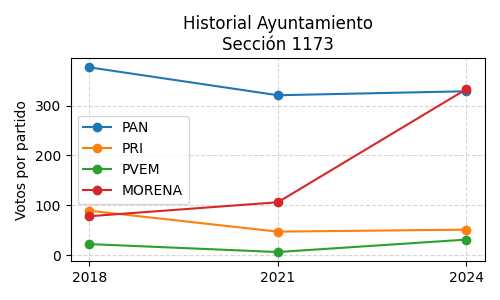 Historial Ayuntamiento
Sección 1173
Votos por partido
300
200
100
0
PAN
PRI
PVEM
MORENA
2018
2021
2024